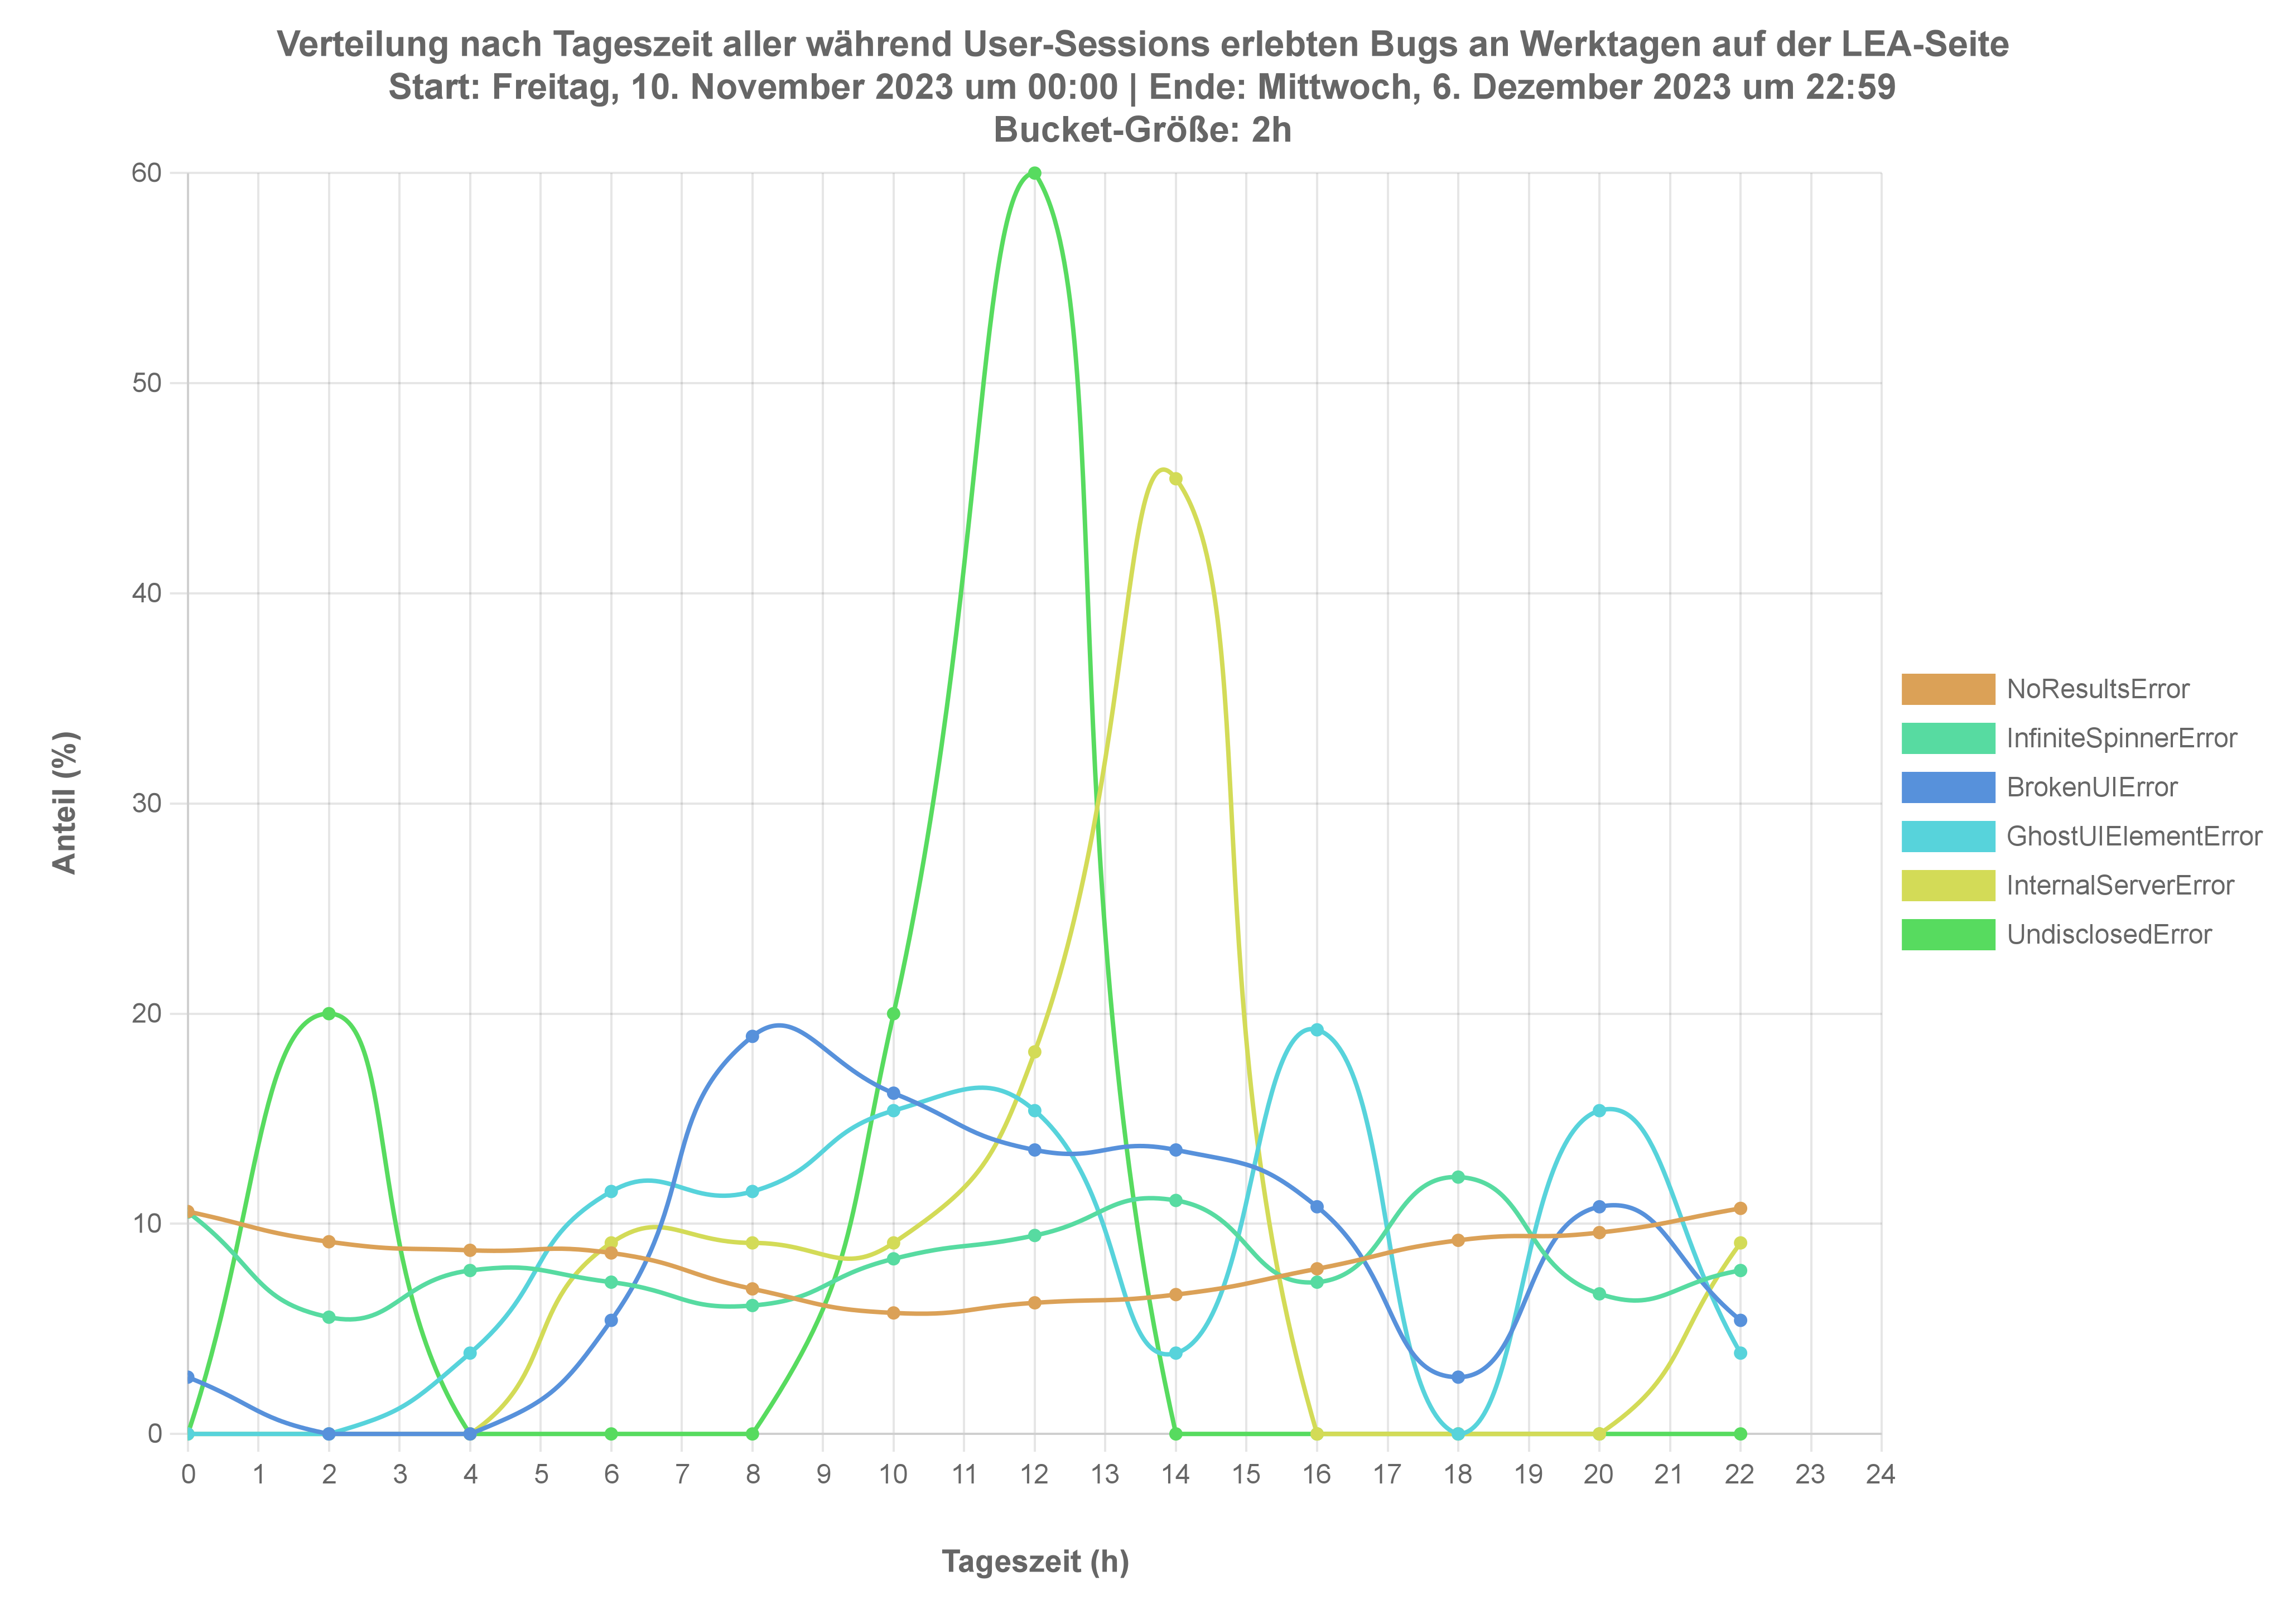 Verteilung nach Tageszeit aller während User-Sessions erlebten Bugs an Werktagen auf der LEA-Seite
Start: Freitag, 10. November 2023 um 00:00 | Ende: Mittwoch, 6. Dezember 2023 um 22:59
Bucket-Größe: 2h
60
50
40
30
20
10
0
Anteil (%)
0 1 2 3 4 5 6 7 8 9 10 11 12 13 14 15 16 17 18 19 20 21 22 23 24
Tageszeit (h)
NoResultsError
InfiniteSpinnerError
BrokenUIError
GhostUIElementError
InternalServerError
UndisclosedError